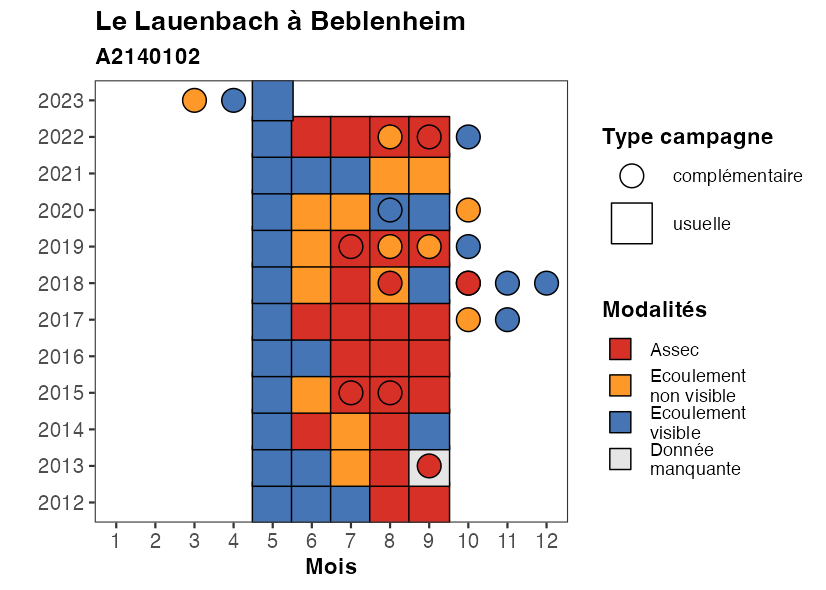 Le Lauenbach à Beblenheim
A2140102
2023
2022
2021
2020
2019
2018
2017
2016
2015
2014
2013
2012
1 2 3 4 5 6 7 8 9 10 11 12
Mois
Type campagne
complémentaire
usuelle
Modalités
Assec
Ecoulement
non visible
Ecoulement
visible
Donnée
manquante